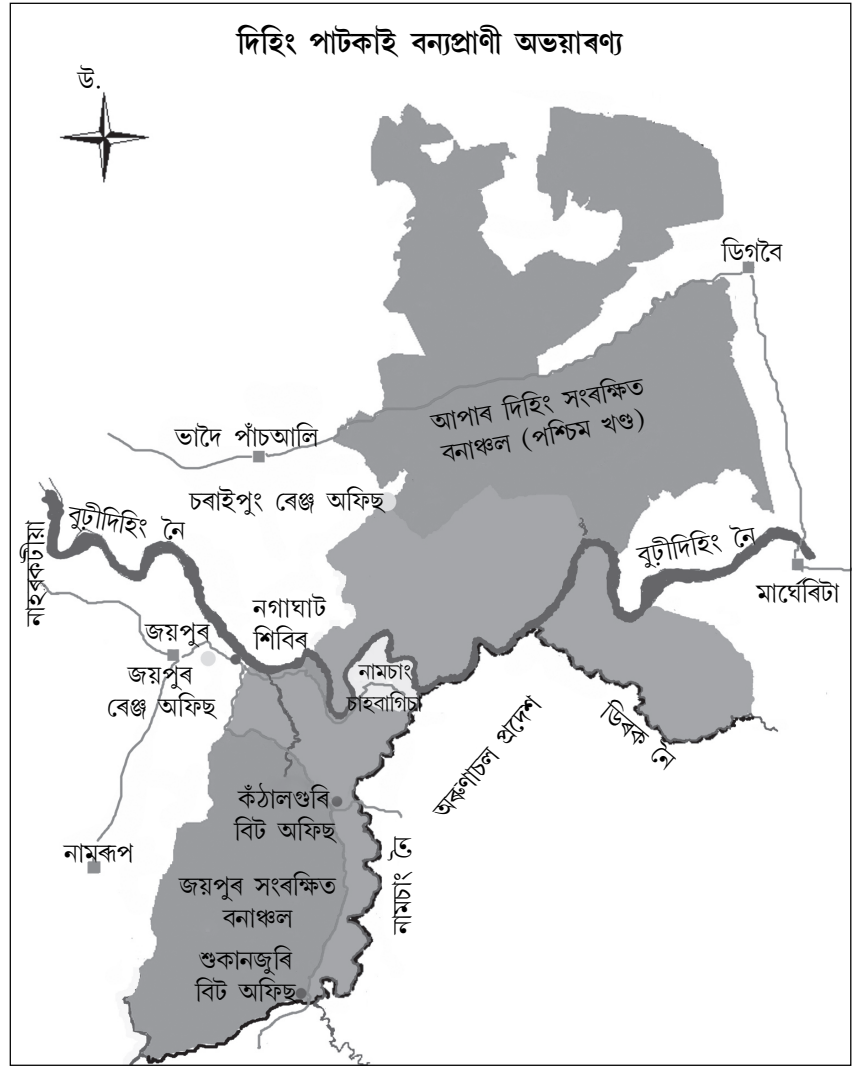 দিহিং পাটকাই বন্যপ্ৰাণী অভয়াৰণ্য
উ.
ডিগবৈ
আপাৰ দিহিং সংৰক্ষিত
বনাঞ্চল (পশ্চিম খণ্ড)
ভাদৈ পাঁচআলি
চৰাইপুং ৰেঞ্জ অফিছ
বুঢ়ীদিহিং নৈ
বুঢ়ীদিহিং নৈ
নাহৰকটীয়া
মাৰ্ঘেৰিটা
নগাঘাট
শিবিৰ
জয়পুৰ
জয়পুৰ
ৰেঞ্জ অফিছ
নামচাং
চাহবাগিচা
ডিৰক নৈ
অৰুণাচল প্ৰদেশ
কঁঠালগুৰি
বিট অফিছ
নামৰূপ
নামচাং নৈ
জয়পুৰ সংৰক্ষিত
বনাঞ্চল
শুকানজুৰি
বিট অফিছ